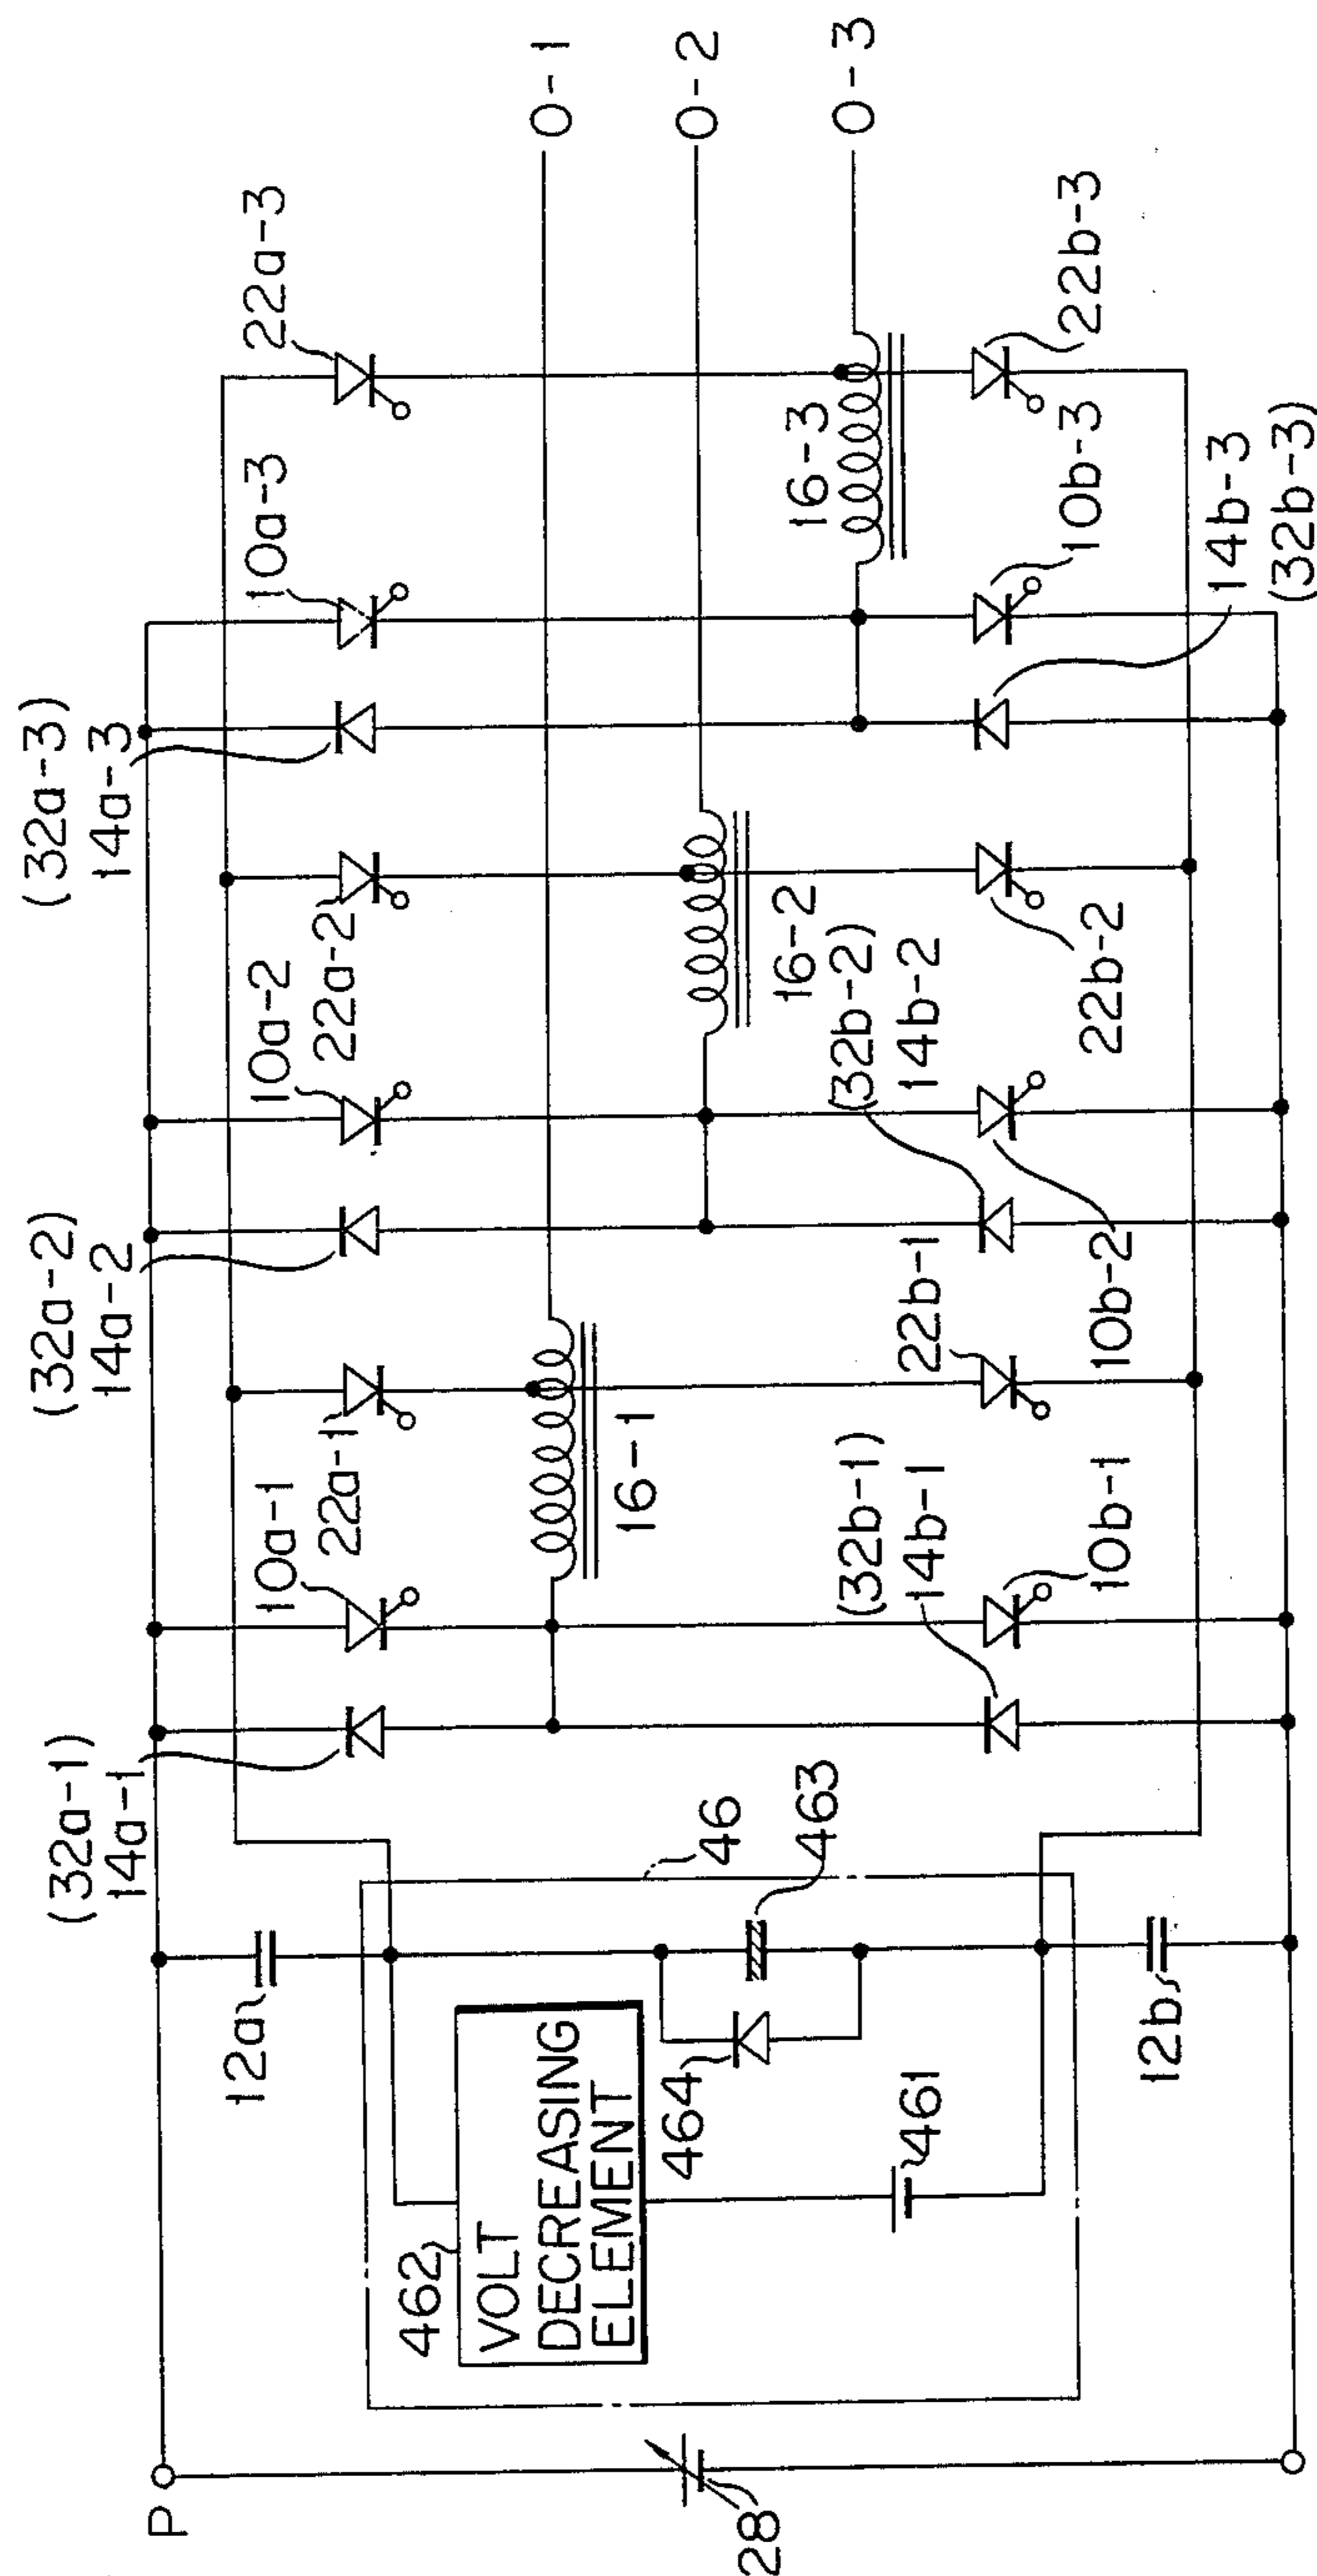 P
28
462
VOLT
DECREASING
ELEMENT
461
464
463
46
12a
12b
(32a-1)
14a-1
10a-1
22a-1
16-1
(32b-1)
14b-1
10b-1
22b-1
(32a-2)
14a-2
10a-2
22a-2
16-2
(32b-2)
14b-2
10b-2
22b-2
(32a-3)
14a-3
10a-3
22a-3
16-3
14b-3
(32b-3)
10b-3
22b-3
0-1
0-2
0-3